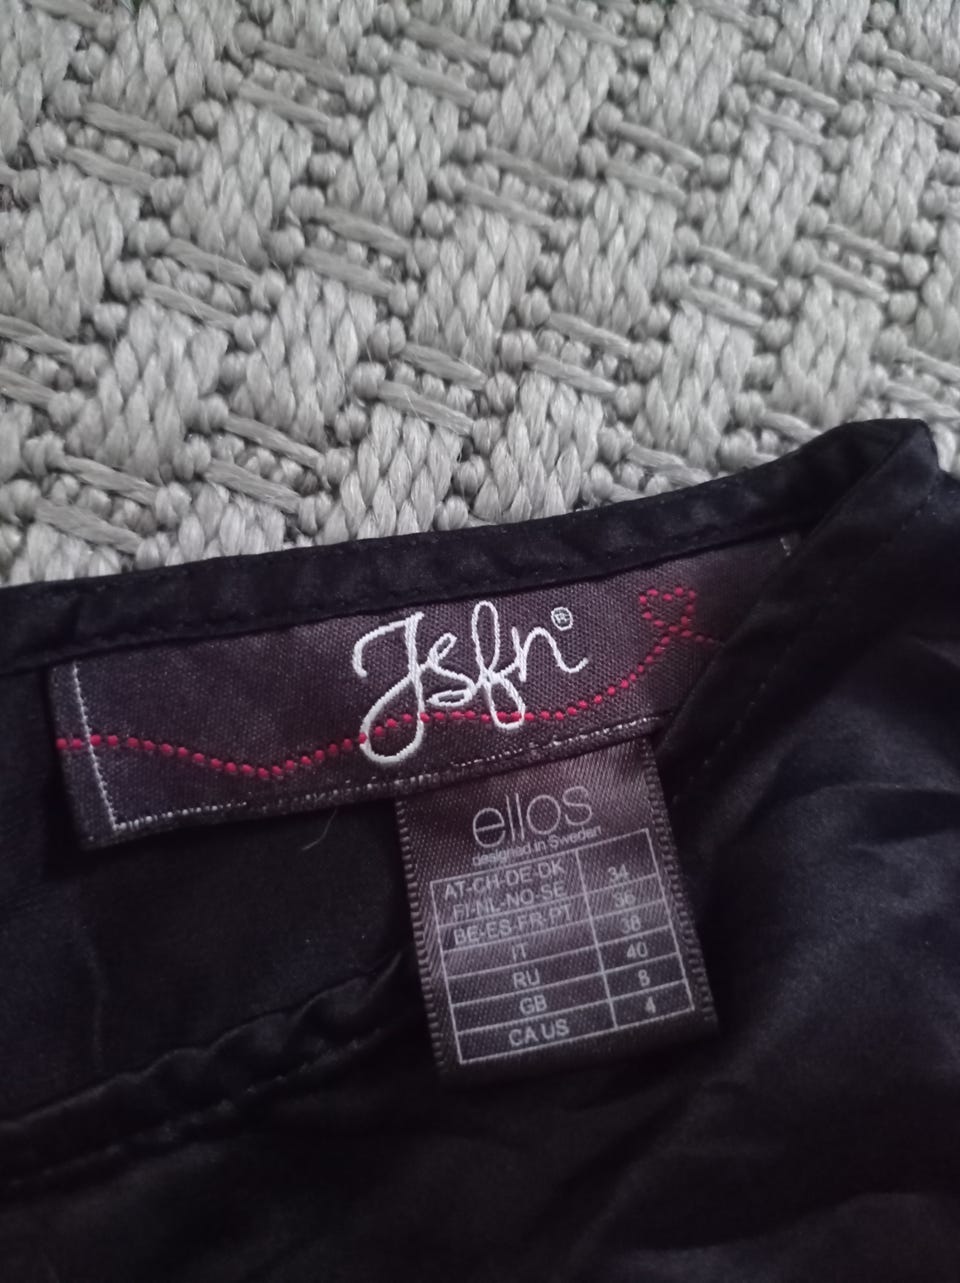 Jsfn®
ellos
designed in Sweden
AT-CH-DE-DK
FI-NL-NO-SE 34
BE-ES-FR-PT 36
IT 38
RU 40
GB 8
CA US 4